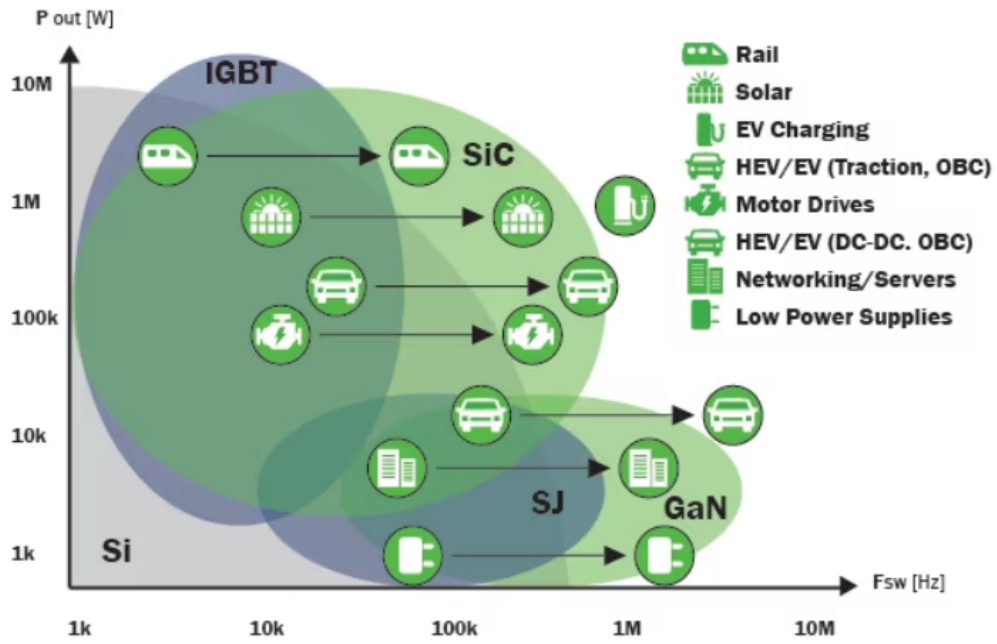 P out [W]
10M
1M
100k
10k
1k
IGBT
SiC
SJ
GaN
Si
Rail
Solar
EV Charging
HEV/EV (Traction, OBC)
Motor Drives
HEV/EV (DC-DC. OBC)
Networking/Servers
Low Power Supplies
Fsw [Hz]
1k 10k 100k 1M 10M